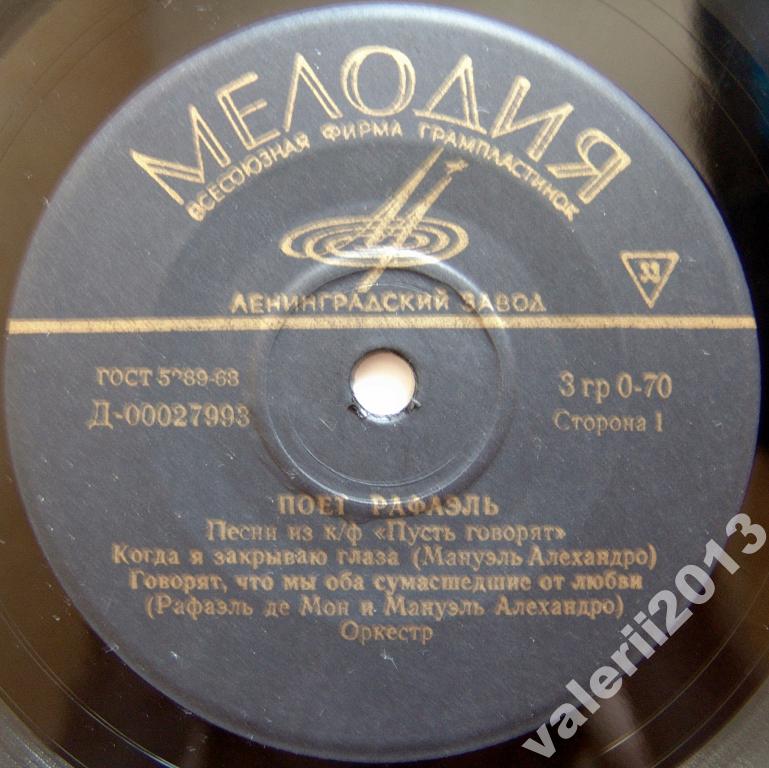 МЕЛОДИЯ
ВСЕСОЮЗНАЯ ФИРМА ГРАМПЛАСТИНОК
33
ЛЕНИНГРАДСКИЙ ЗАВОД
ГОСТ 5289-68
3 гр 0-70
Д-00027993
Сторона 1
ПОЕТ РАФАЭЛЬ
Песни из к/ф «Пусть говорят»
Когда я закрываю глаза (Мануэль Алехандро)
Говорят, что мы оба сумасшедшие от любви
(Рафаэль де Мон и Мануэль Алехандро)
Оркестр
valerii2013